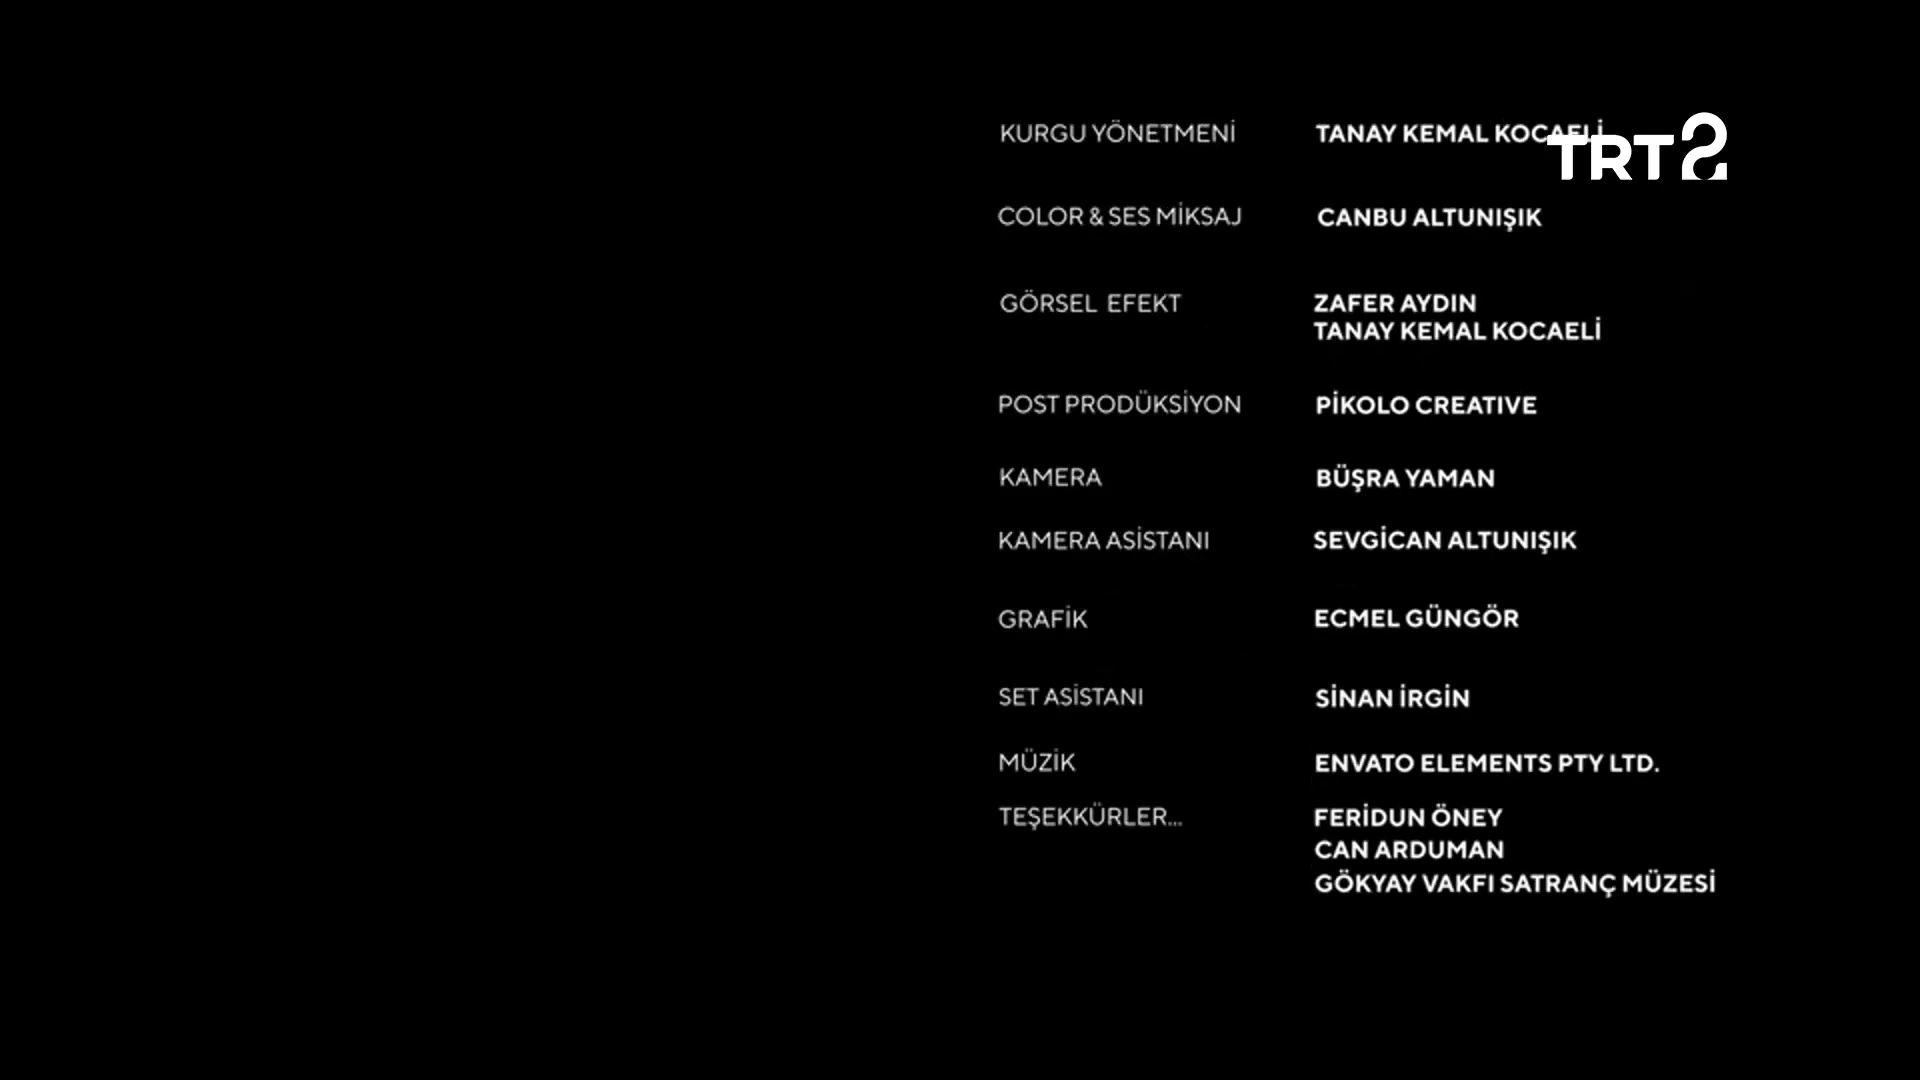 KURGU YÖNETMENİ TANAY KEMAL KOCAELİ
TRT2
COLOR & SES MİKSAJ CANBU ALTUNIŞIK
GÖRSEL EFEKT ZAFER AYDIN
TANAY KEMAL KOCAELİ
POST PRODÜKSİYON PİKOLO CREATIVE
KAMERA BÜŞRA YAMAN
KAMERA ASİSTANI SEVGİCAN ALTUNIŞIK
GRAFİK ECMEL GÜNGÖR
SET ASİSTANI SİNAN İRGİN
MÜZİK ENVATO ELEMENTS PTY LTD.
TEŞEKKÜRLER... FERİDUN ÖNEY
CAN ARDUMAN
GÖKYAY VAKFI SATRANÇ MÜZESİ